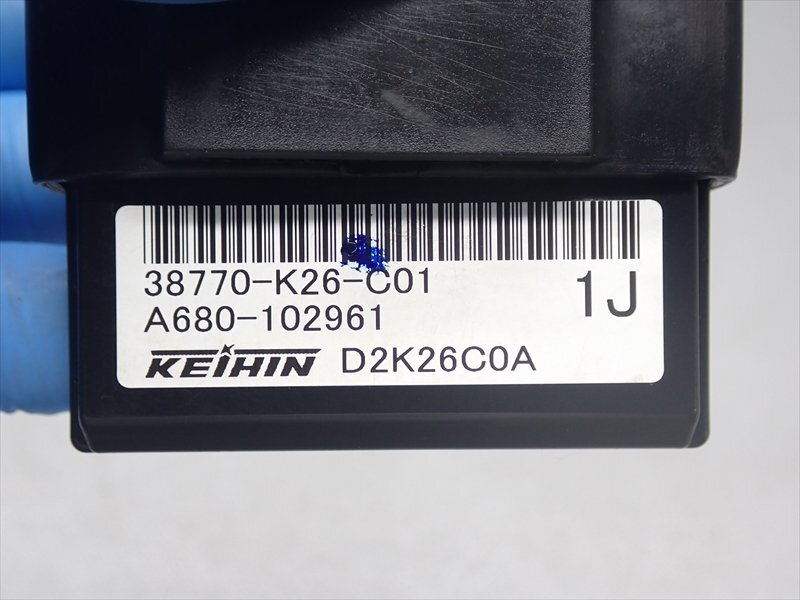 38770-K26-C01
A680-102961
1J
KEIHIN D2K26C0A